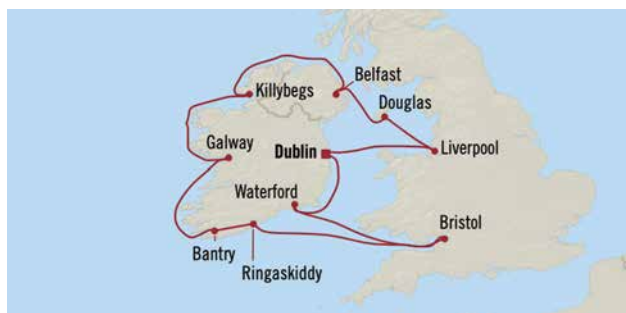 Belfast
Killybegs
Douglas
Galway
Dublin
Liverpool
Waterford
Bristol
Bantry
Ringaskiddy